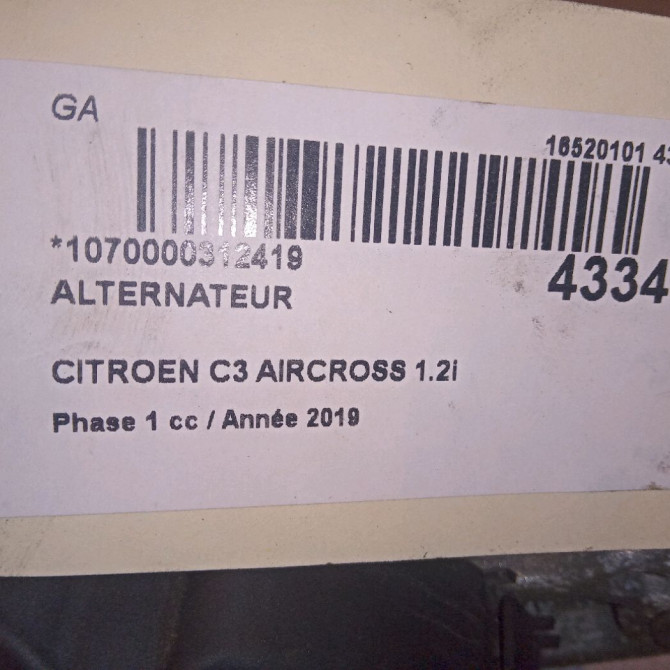 GA
16520101 43
*1070000312419
4334
ALTERNATEUR
CITROEN C3 AIRCROSS 1.2i
Phase 1 cc / Année 2019